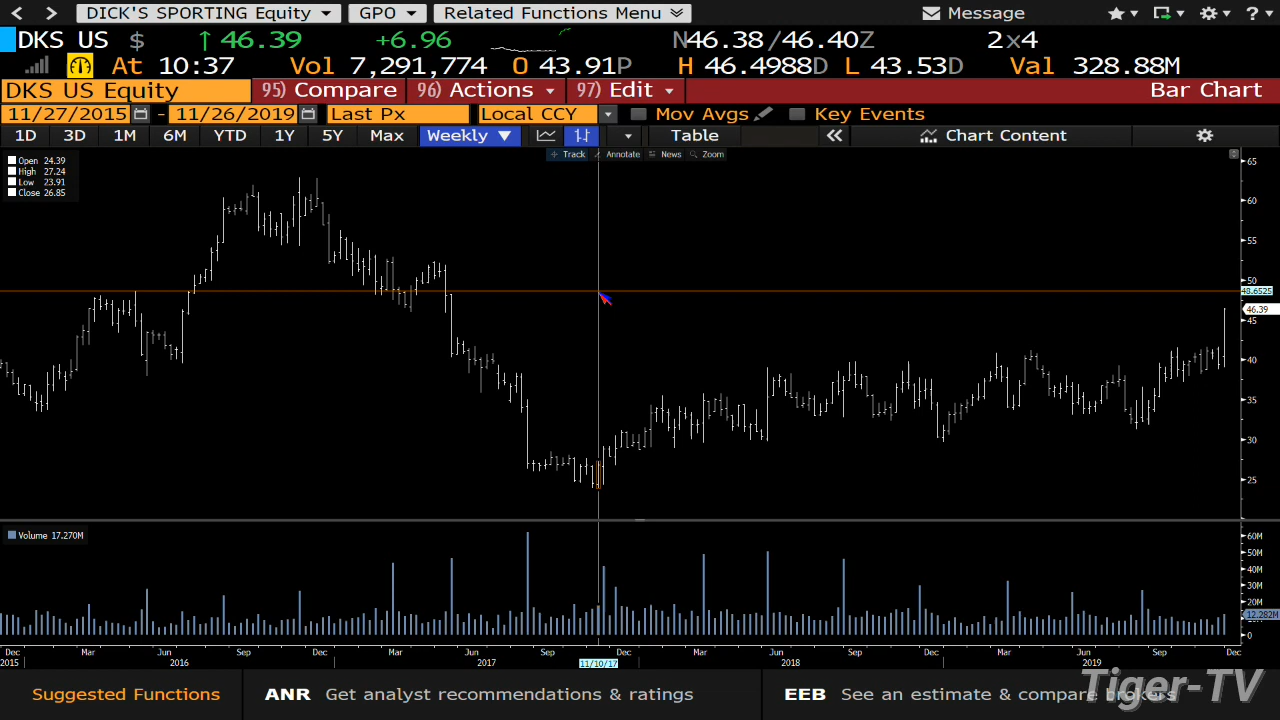 DICK'S SPORTING Equity GPO Related Functions Menu Message ?
DKS US $ ↑ 46.39 +6.96 N46.38/46.40Z 2x4
At 10:37 Vol 7,291,774 O 43.91P H 46.4988D L 43.53D Val 328.88M
DKS US Equity 95) Compare 96) Actions 97) Edit Bar Chart
11/27/2015 - 11/26/2019 Last Px Local CCY Mov Avgs Key Events
1D 3D 1M 6M YTD 1Y 5Y Max Weekly ▼ Table « Chart Content
Track Annotate News Zoom
Open 24.39
High 27.24
Low 23.91
Close 26.85
65
60
55
50
48.6525
46.39
45
40
35
30
25
Volume 17.270M
60M
50M
40M
30M
20M
12.282M
0
Dec Mar Jun Sep Dec Mar Jun Sep Dec Mar Jun Sep Dec Mar Jun Sep Dec
2015 2016 2017 11/10/17 2018 2019
Suggested Functions ANR Get analyst recommendations & ratings EEB See an estimate & compare brokers
Tiger-TV